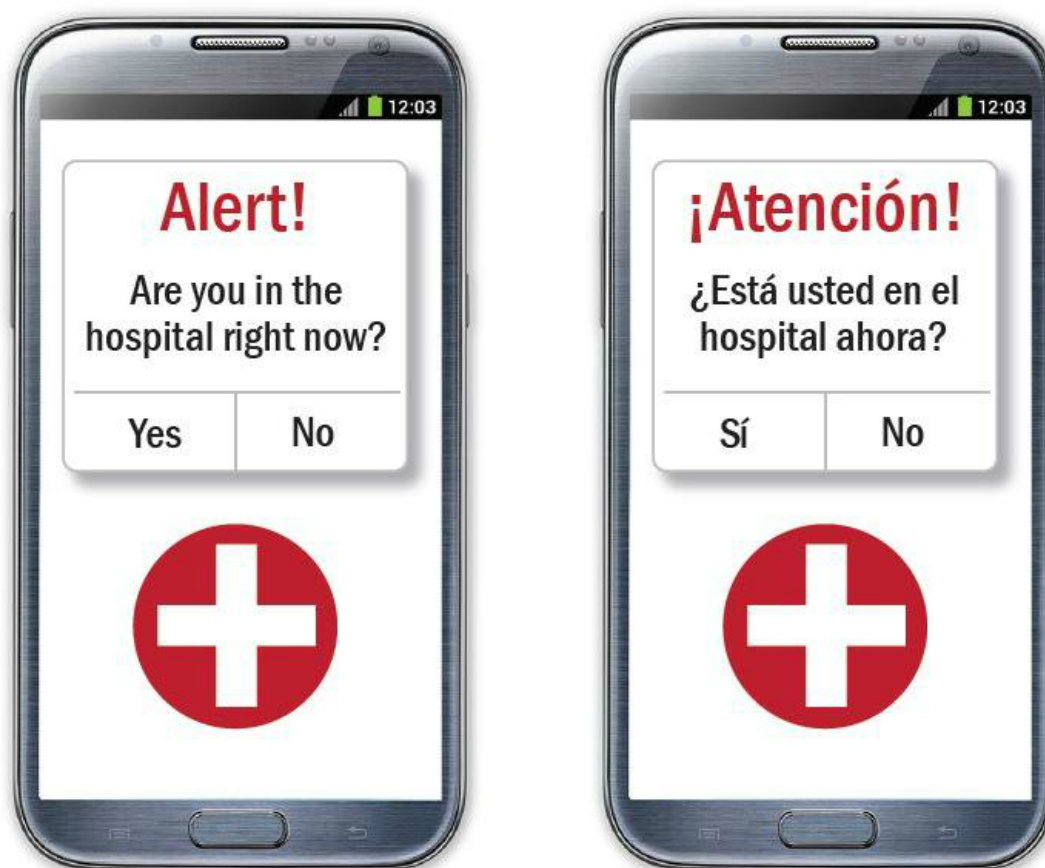 12:03
Alert!
Are you in the
hospital right now?
Yes No
12:03
¡Atención!
¿Está usted en el
hospital ahora?
Sí No